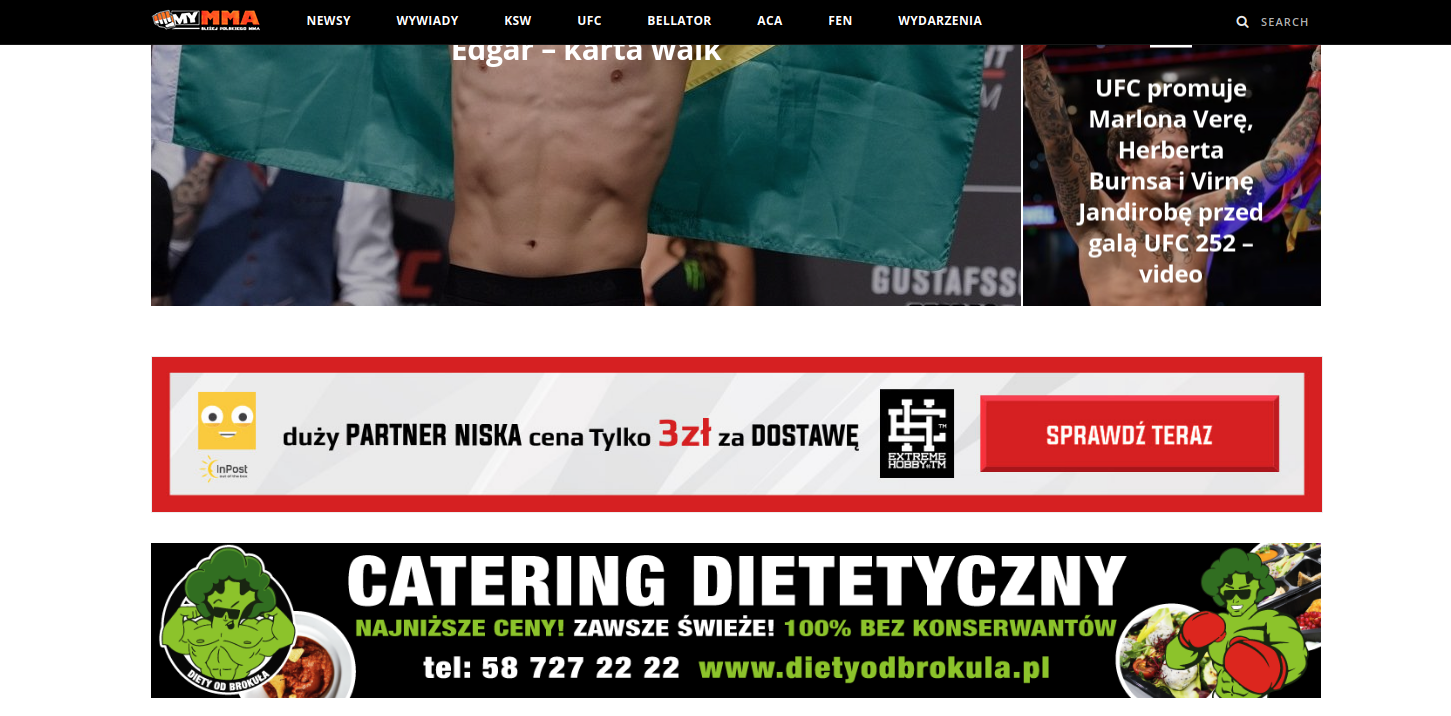 MYMMA
BLIŻEJ POLSKIEGO MMA
NEWSY
WYWIADY
KSW
UFC
BELLATOR
ACA
FEN
WYDARZENIA
SEARCH
Edgar – karta walk
UFC promuje
Marlona Verę,
Herberta
Burnsa i Virnę
Jandirobę przed
galą UFC 252 –
video
GUSTAFSS
InPost
duży PARTNER NISKA cena Tylko 3zł za DOSTAWĘ
EXTREME
HOBBY
TM
SPRAWDŹ TERAZ
CATERING DIETETYCZNY
NAJNIŻSZE CENY! ZAWSZE ŚWIEŻE! 100% BEZ KONSERWANTÓW
tel: 58 727 22 22 www.dietyodbrokula.pl
DIETY OD BROKUŁA